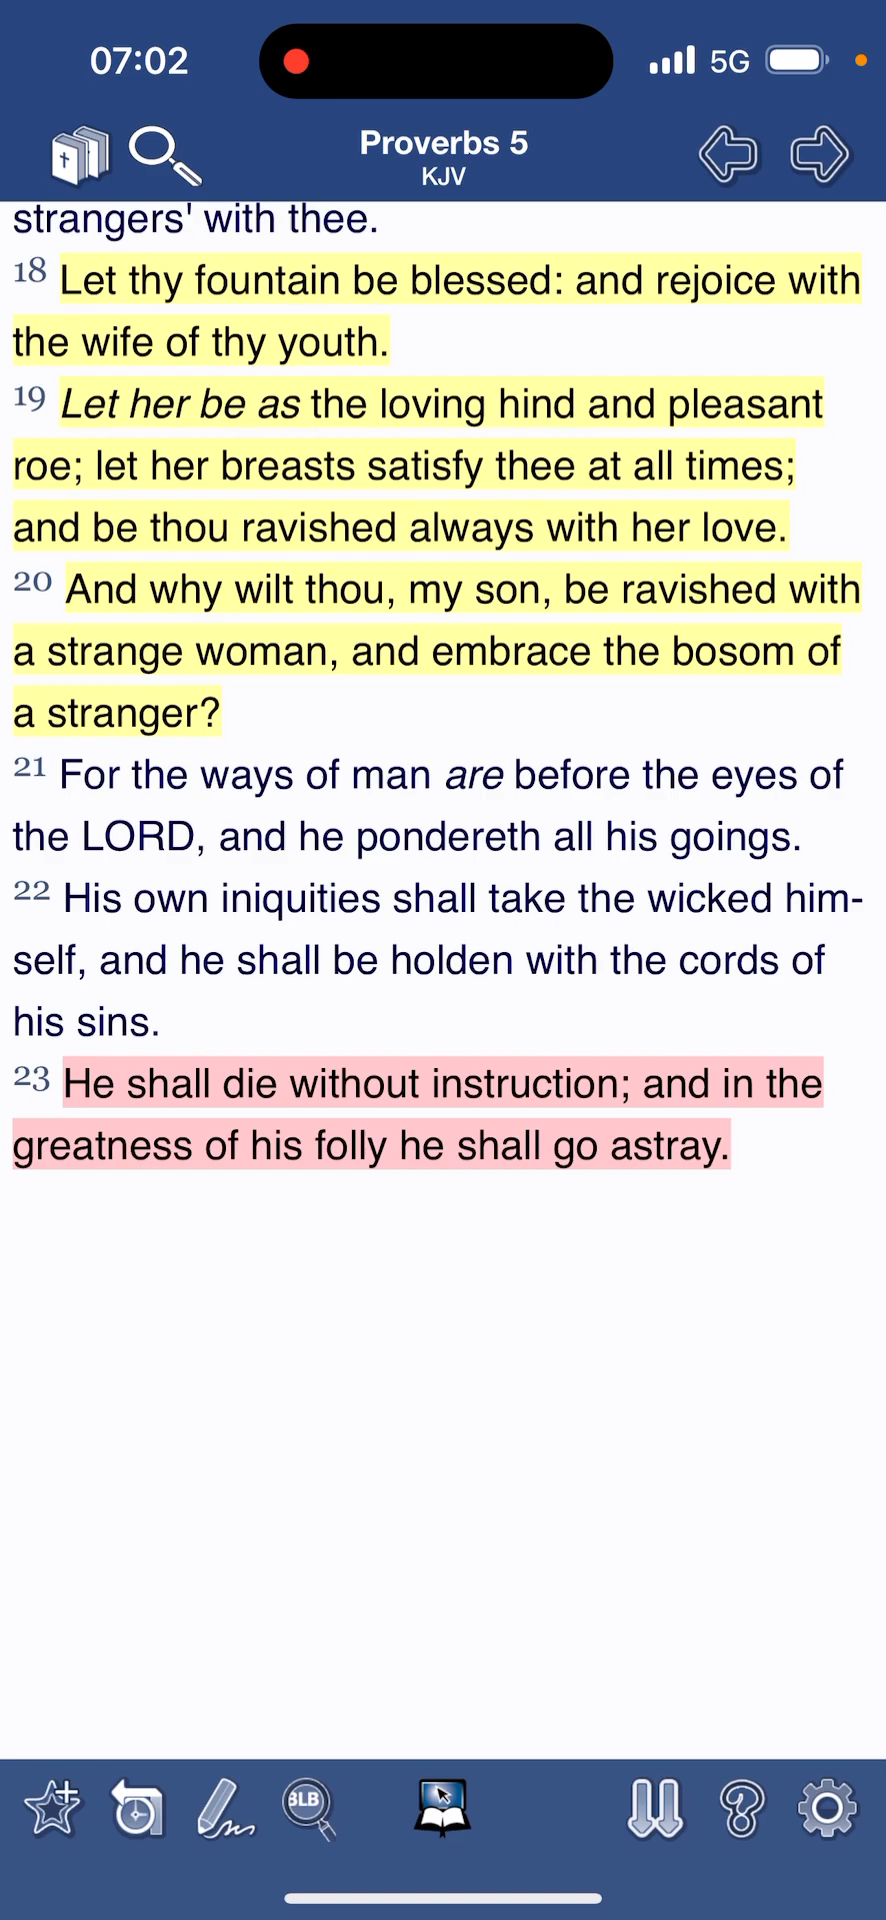 07:02
5G
Proverbs 5
KJV
strangers' with thee.
18 Let thy fountain be blessed: and rejoice with
the wife of thy youth.
19 Let her be as the loving hind and pleasant
roe; let her breasts satisfy thee at all times;
and be thou ravished always with her love.
20 And why wilt thou, my son, be ravished with
a strange woman, and embrace the bosom of
a stranger?
21 For the ways of man are before the eyes of
the LORD, and he pondereth all his goings.
22 His own iniquities shall take the wicked him-
self, and he shall be holden with the cords of
his sins.
23 He shall die without instruction; and in the
greatness of his folly he shall go astray.
BLB